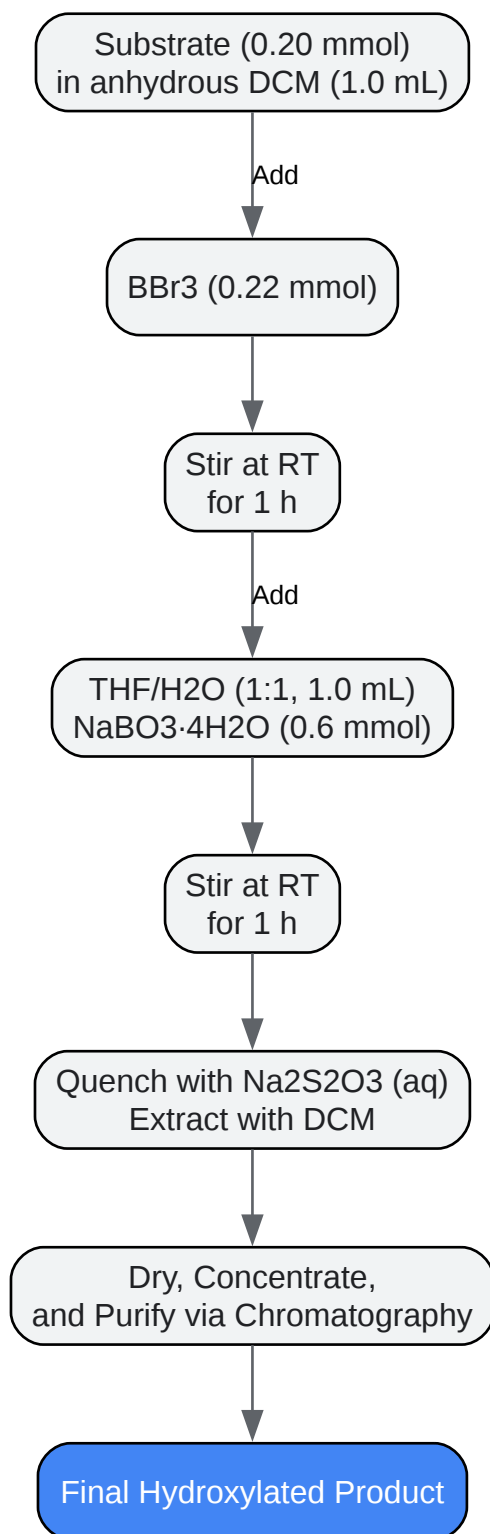 Substrate (0.20 mmol)
in anhydrous DCM (1.0 mL)
Add
BBr3 (0.22 mmol)
Stir at RT
for 1 h
Add
THF/H2O (1:1, 1.0 mL)
NaBO3·4H2O (0.6 mmol)
Stir at RT
for 1 h
Quench with Na2S2O3 (aq)
Extract with DCM
Dry, Concentrate,
and Purify via Chromatography
Final Hydroxylated Product